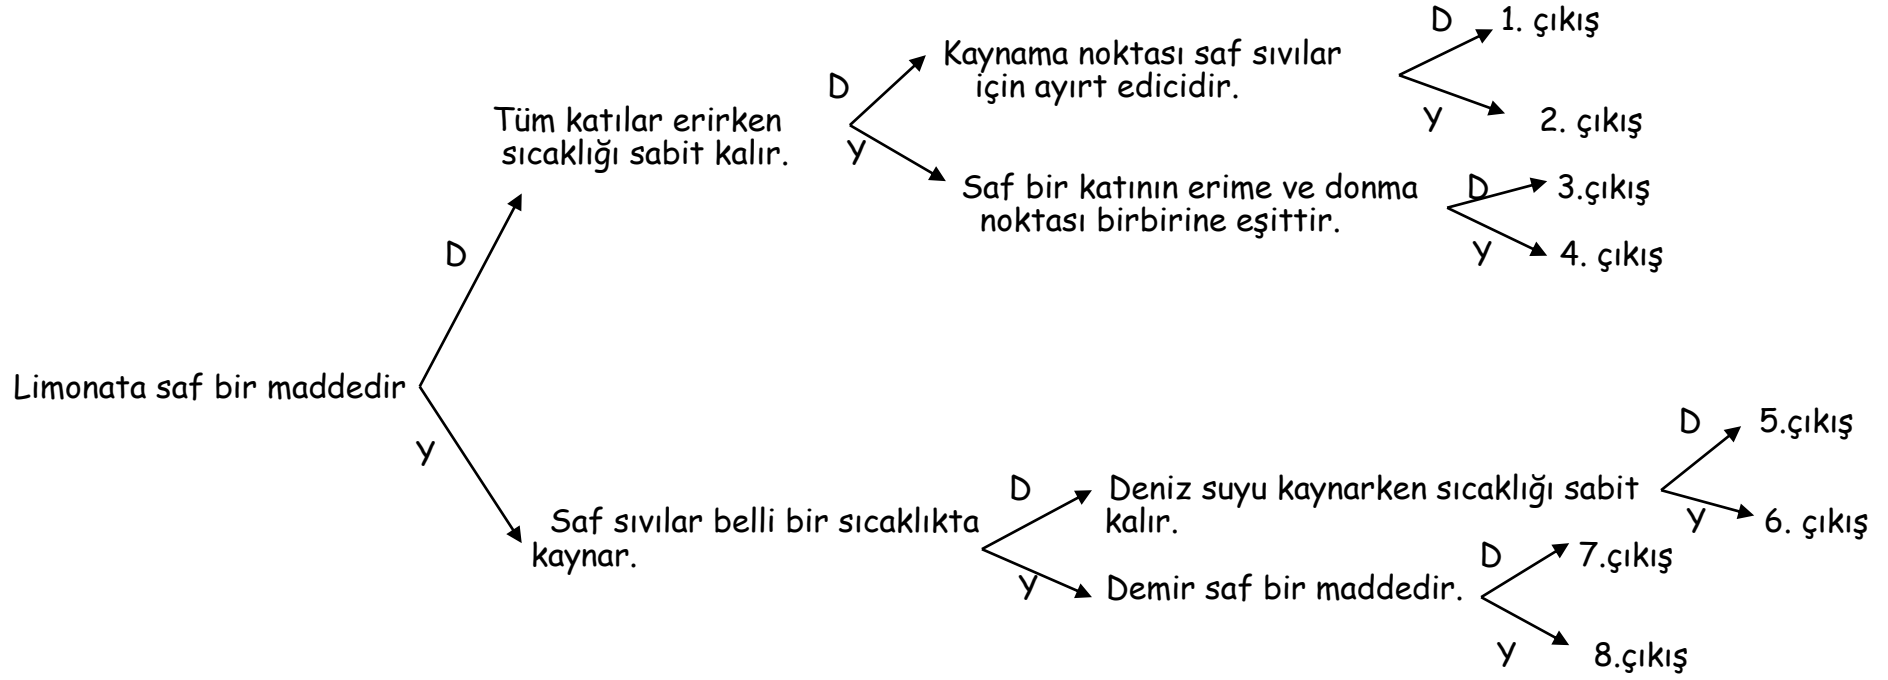 D 1. çıkış
Kaynama noktası saf sıvılar
için ayırt edicidir.
D
Y 2. çıkış
Tüm katılar erirken
sıcaklığı sabit kalır.
Y
Saf bir katının erime ve donma
noktası birbirine eşittir.
D 3.çıkış
Y 4. çıkış
D
Limonata saf bir maddedir
Y
D 5.çıkış
Deniz suyu kaynarken sıcaklığı sabit
kalır.
D
Y 6. çıkış
Saf sıvılar belli bir sıcaklıkta
kaynar.
D 7.çıkış
Y
Demir saf bir maddedir.
Y 8.çıkış